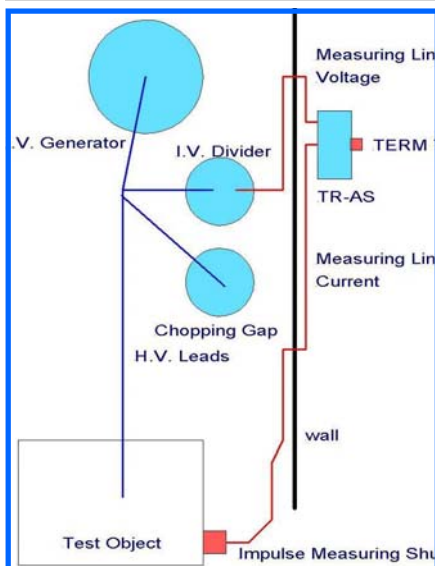 Measuring Lin
Voltage
.V. Generator
I.V. Divider
TERM
TR-AS
Measuring Lin
Current
Chopping Gap
H.V. Leads
wall
Test Object
Impulse Measuring Shu